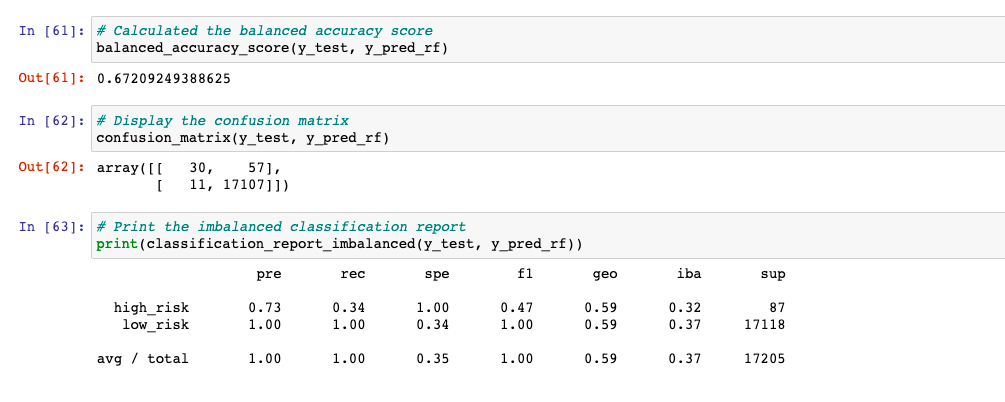 In [61]: # Calculated the balanced accuracy score
balanced_accuracy_score(y_test, y_pred_rf)
Out[61]: 0.67209249388625
In [62]: # Display the confusion matrix
confusion_matrix(y_test, y_pred_rf)
Out[62]: array([[   30,    57],
       [   11, 17107]])
In [63]: # Print the imbalanced classification report
print(classification_report_imbalanced(y_test, y_pred_rf))
pre rec spe f1 geo iba sup
high_risk 0.73 0.34 1.00 0.47 0.59 0.32 87
low_risk 1.00 1.00 0.34 1.00 0.59 0.37 17118
avg / total 1.00 1.00 0.35 1.00 0.59 0.37 17205